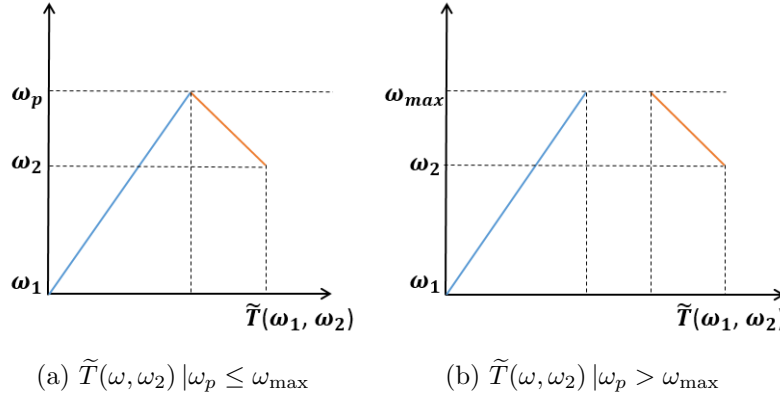 ω_p
ω_2
ω_1
T̃(ω_1, ω_2)
(a) T̃(ω, ω_2) |ω_p ≤ ω_max
ω_max
ω_2
ω_1
T̃(ω_1, ω_2)
(b) T̃(ω, ω_2) |ω_p > ω_max